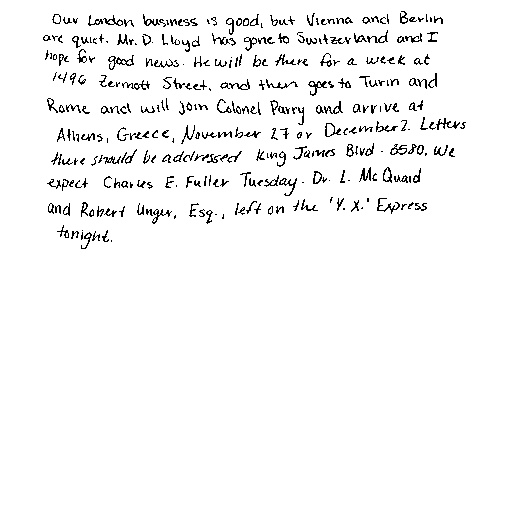 Our London business is good, but Vienna and Berlin
are quiet. Mr. D. Lloyd has gone to Switzerland and I
hope for good news. He will be there for a week at
1496 Zermott Street, and then goes to Turin and
Rome and will join Colonel Parry and arrive at
Athens, Greece, November 27 or December 2. Letters
there should be addressed King James Blvd. 6580. We
expect Charles E. Fuller Tuesday. Dr. L. McQuaid
and Robert Unger, Esq., left on the 'Y. X.' Express
tonight.